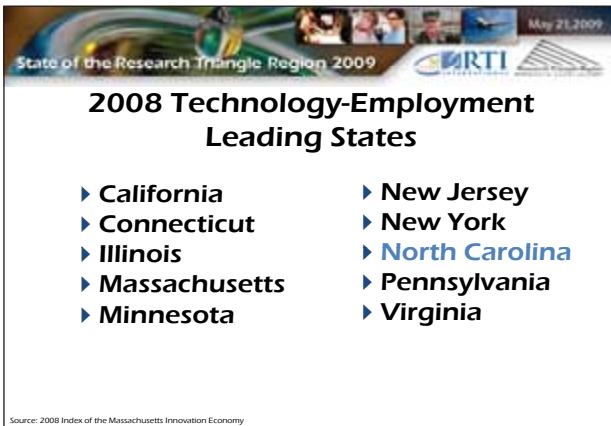 May 21, 2009
State of the Research Triangle Region 2009
RTI
INTERNATIONAL
2008 Technology-Employment
Leading States
California
Connecticut
Illinois
Massachusetts
Minnesota
New Jersey
New York
North Carolina
Pennsylvania
Virginia
Source: 2008 Index of the Massachusetts Innovation Economy